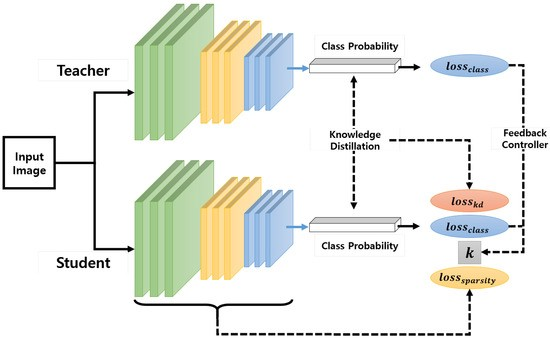 Teacher
Class Probability
loss_class
Input
Image
Knowledge
Distillation
Feedback
Controller
loss_kd
loss_class
Class Probability
k
Student
loss_sparsity